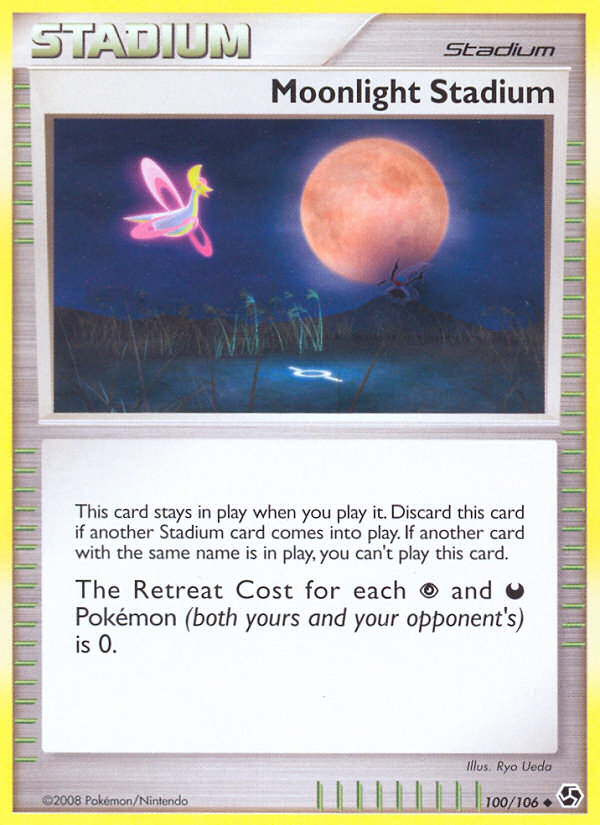 STADIUM
Stadium
Moonlight Stadium
This card stays in play when you play it. Discard this card
if another Stadium card comes into play. If another card
with the same name is in play, you can't play this card.
The Retreat Cost for each and
Pokémon (both yours and your opponent's)
is 0.
Illus. Ryo Ueda
©2008 Pokémon/Nintendo
100/106